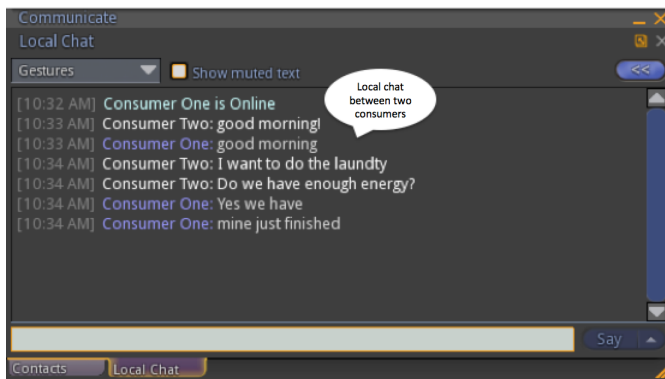 Communicate
Local Chat
Gestures
Show muted text
<<
Local chat
between two
consumers
[10:32 AM] Consumer One is Online
[10:33 AM] Consumer Two: good morning!
[10:33 AM] Consumer One: good morning
[10:34 AM] Consumer Two: I want to do the laundty
[10:34 AM] Consumer Two: Do we have enough energy?
[10:34 AM] Consumer One: Yes we have
[10:34 AM] Consumer One: mine just finished
Say
Contacts
Local Chat